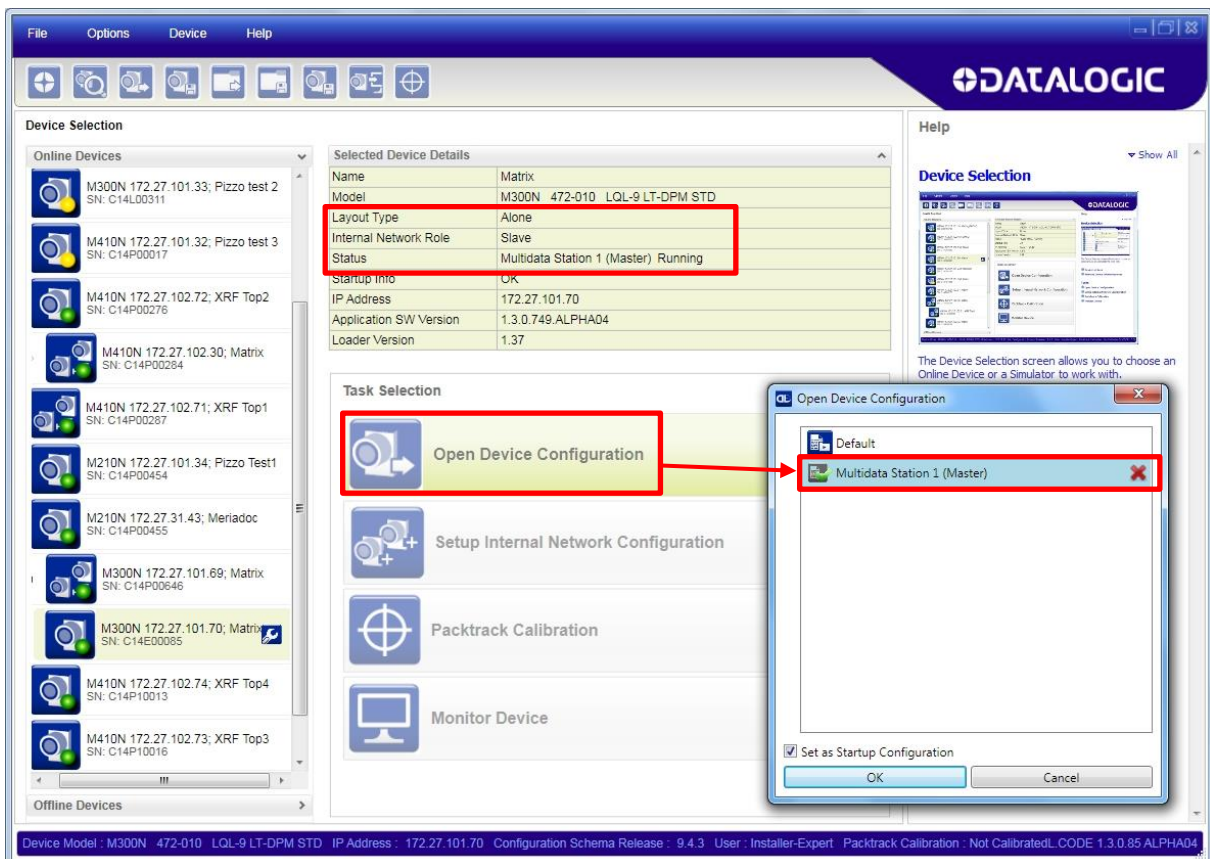 File Options Device Help
DATALOGIC
Device Selection
Online Devices
M300N 172.27.101.33; Pizzo test 2
SN: C14L00311
M410N 172.27.101.32; Pizzo test 3
SN: C14P00017
M410N 172.27.102.72; XRF Top2
SN: C14P00276
M410N 172.27.102.30; Matrix
SN: C14P00284
M410N 172.27.102.71; XRF Top1
SN: C14P00287
M210N 172.27.101.34; Pizzo Test1
SN: C14P00454
M210N 172.27.31.43; Meriadoc
SN: C14P00455
M300N 172.27.101.69; Matrix
SN: C14P00646
M300N 172.27.101.70; Matrix
SN: C14E00085
M410N 172.27.102.74; XRF Top4
SN: C14P10013
M410N 172.27.102.73; XRF Top3
SN: C14P10016
Offline Devices
Selected Device Details
Name Matrix
Model M300N 472-010 LQL-9 LT-DPM STD
Layout Type Alone
Internal Network Role Slave
Status Multidata Station 1 (Master) Running
Startup Info OK
IP Address 172.27.101.70
Application SW Version 1.3.0.749.ALPHA04
Loader Version 1.37
Task Selection
Open Device Configuration
Setup Internal Network Configuration
Packtrack Calibration
Monitor Device
Help
Show All
Device Selection
The Device Selection screen allows you to choose an
Online Device or a Simulator to work with.
Open Device Configuration
Default
Multidata Station 1 (Master)
Set as Startup Configuration
OK Cancel
Device Model : M300N 472-010 LQL-9 LT-DPM STD IP Address : 172.27.101.70 Configuration Schema Release : 9.4.3 User : Installer-Expert Packtrack Calibration : Not CalibratedL.CODE 1.3.0.85 ALPHA04